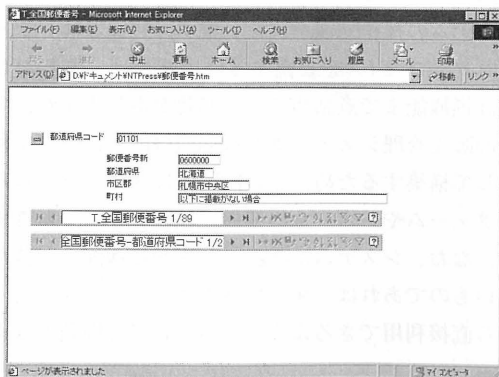 T_全国郵便番号 - Microsoft Internet Explorer
ファイル(F) 編集(E) 表示(V) お気に入り(A) ツール(T) ヘルプ(H)
中止 更新 ホーム 検索 お気に入り 履歴 メール 印刷
アドレス(D) D:¥ドキュメント¥NTPress¥郵便番号.htm 移動 リンク »
都道府県コード 01101
郵便番号新 0600000
都道府県 北海道
市区郡 札幌市中央区
町村 以下に掲載がない場合
T_全国郵便番号 1/89
全国郵便番号-都道府県コード 1/2
ページが表示されました マイ コンピュータ